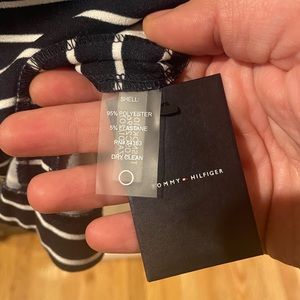 SHELL:
95% POLYESTER
5% ELASTANE
DRY CLEAN
TOMMY HILFIGER